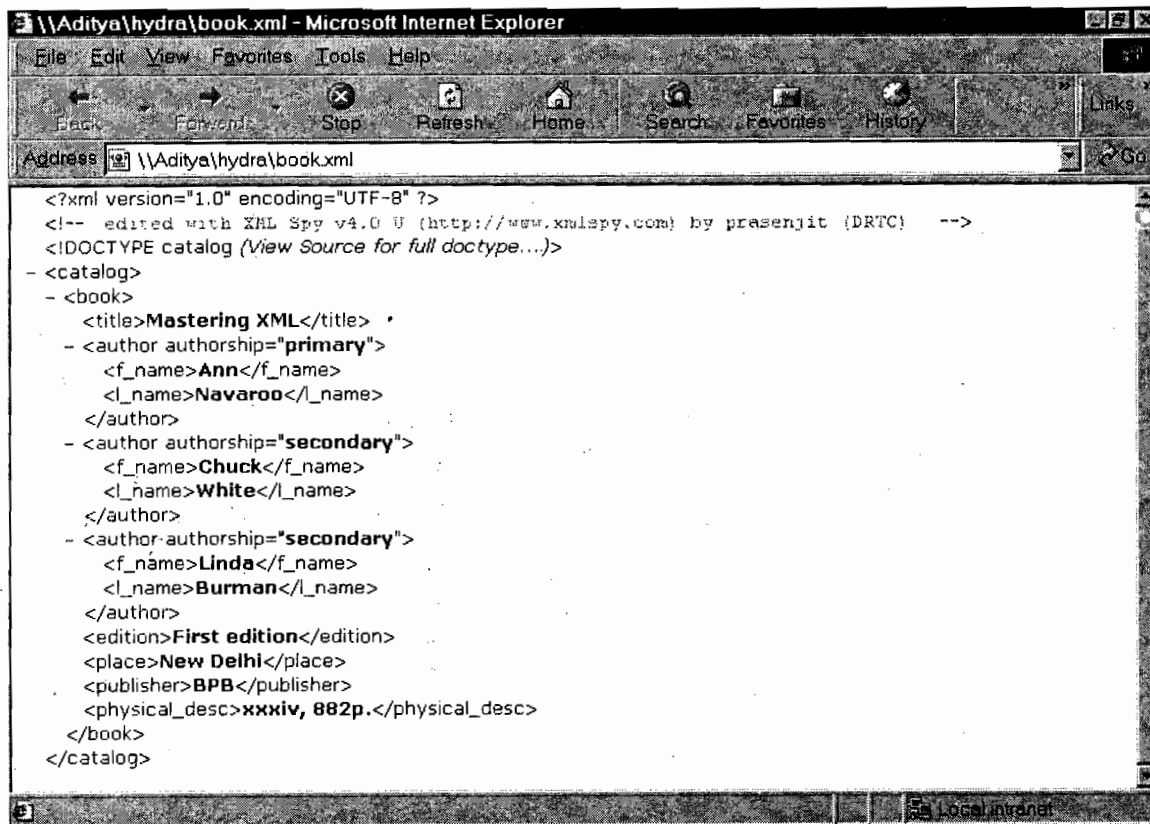 \\Aditya\hydra\book.xml - Microsoft Internet Explorer
File Edit View Favorites Tools Help
Back Forward Stop Refresh Home Search Favorites History » Links »
Address \\Aditya\hydra\book.xml Go
<?xml version="1.0" encoding="UTF-8" ?>
<!-- edited with XML Spy v4.0 U (http://www.xmlspy.com) by prasenjit (DRTC) -->
<!DOCTYPE catalog (View Source for full doctype...)>
- <catalog>
- <book>
<title>Mastering XML</title>
- <author authorship="primary">
<f_name>Ann</f_name>
<l_name>Navaroo</l_name>
</author>
- <author authorship="secondary">
<f_name>Chuck</f_name>
<l_name>White</l_name>
</author>
- <author authorship="secondary">
<f_name>Linda</f_name>
<l_name>Burman</l_name>
</author>
<edition>First edition</edition>
<place>New Delhi</place>
<publisher>BPB</publisher>
<physical_desc>xxxiv, 882p.</physical_desc>
</book>
</catalog>
Local intranet